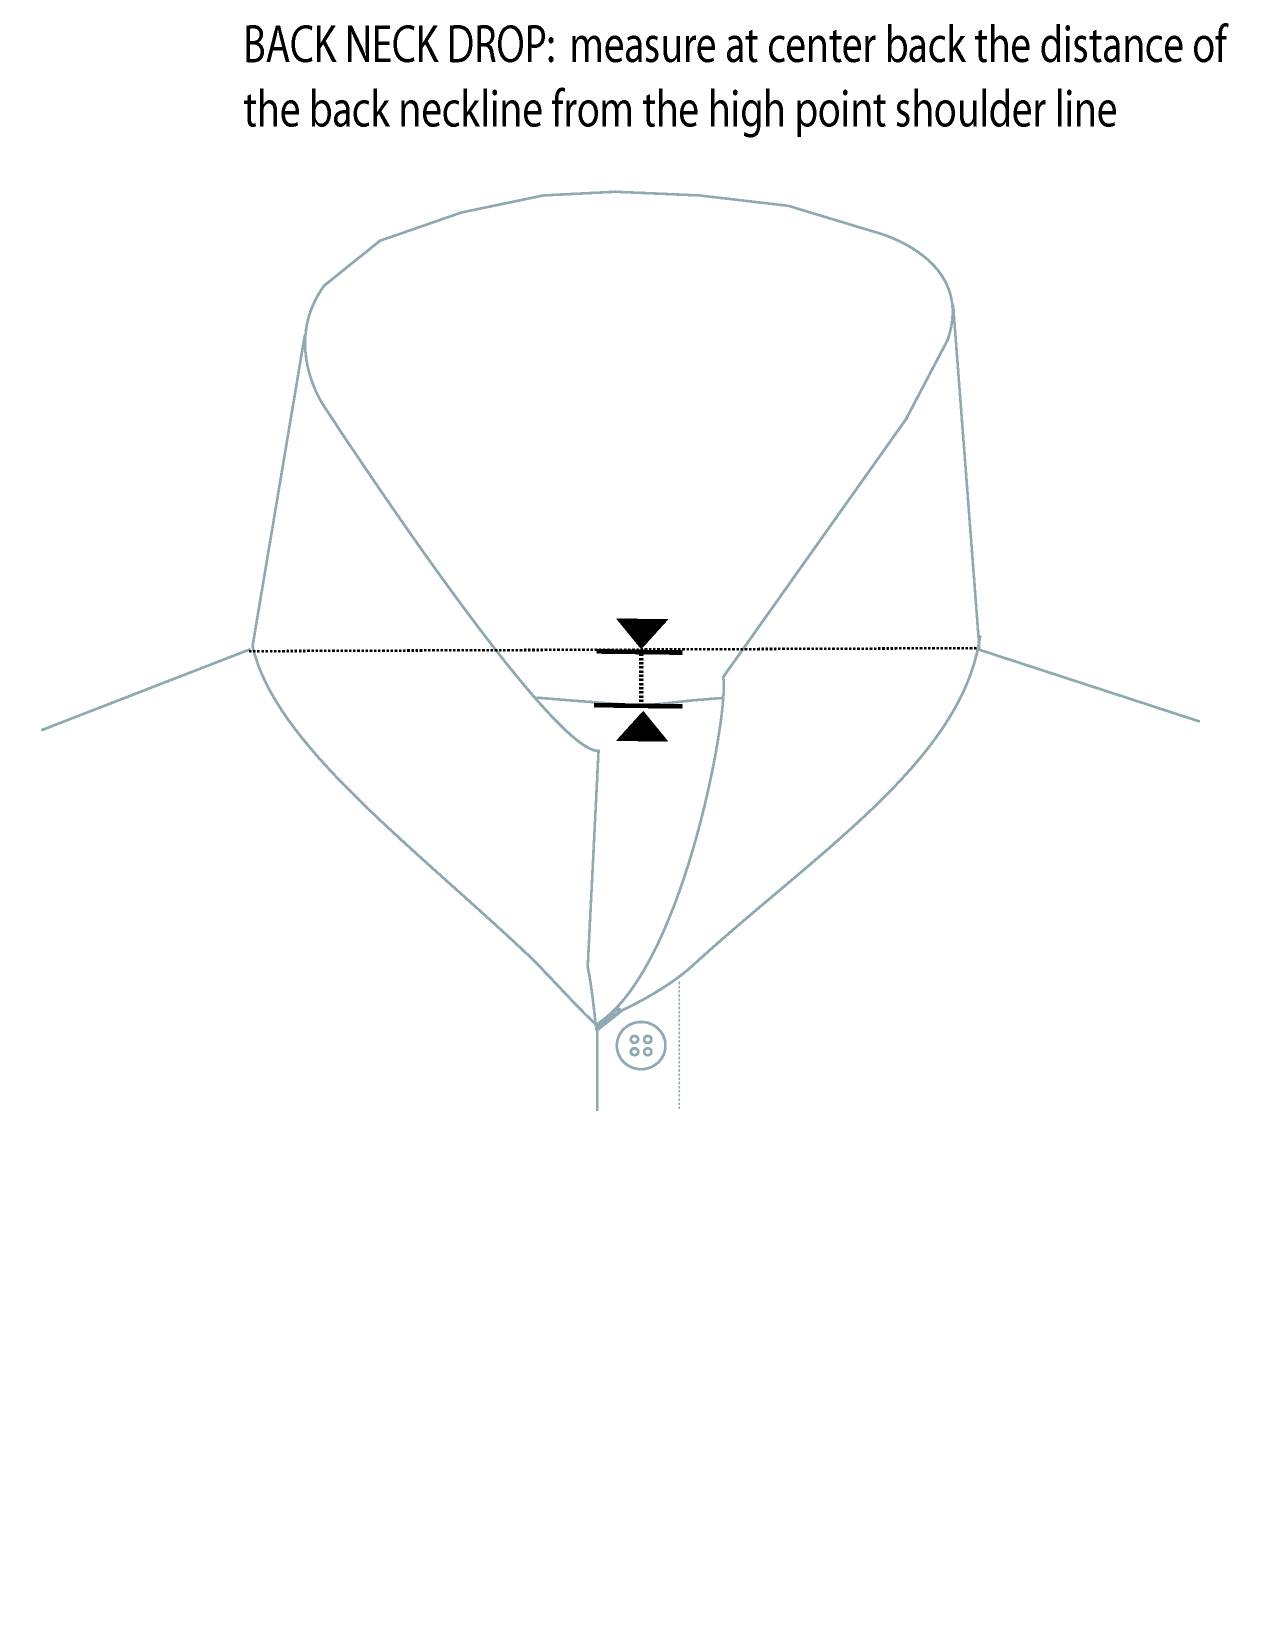 BACK NECK DROP: measure at center back the distance of
the back neckline from the high point shoulder line